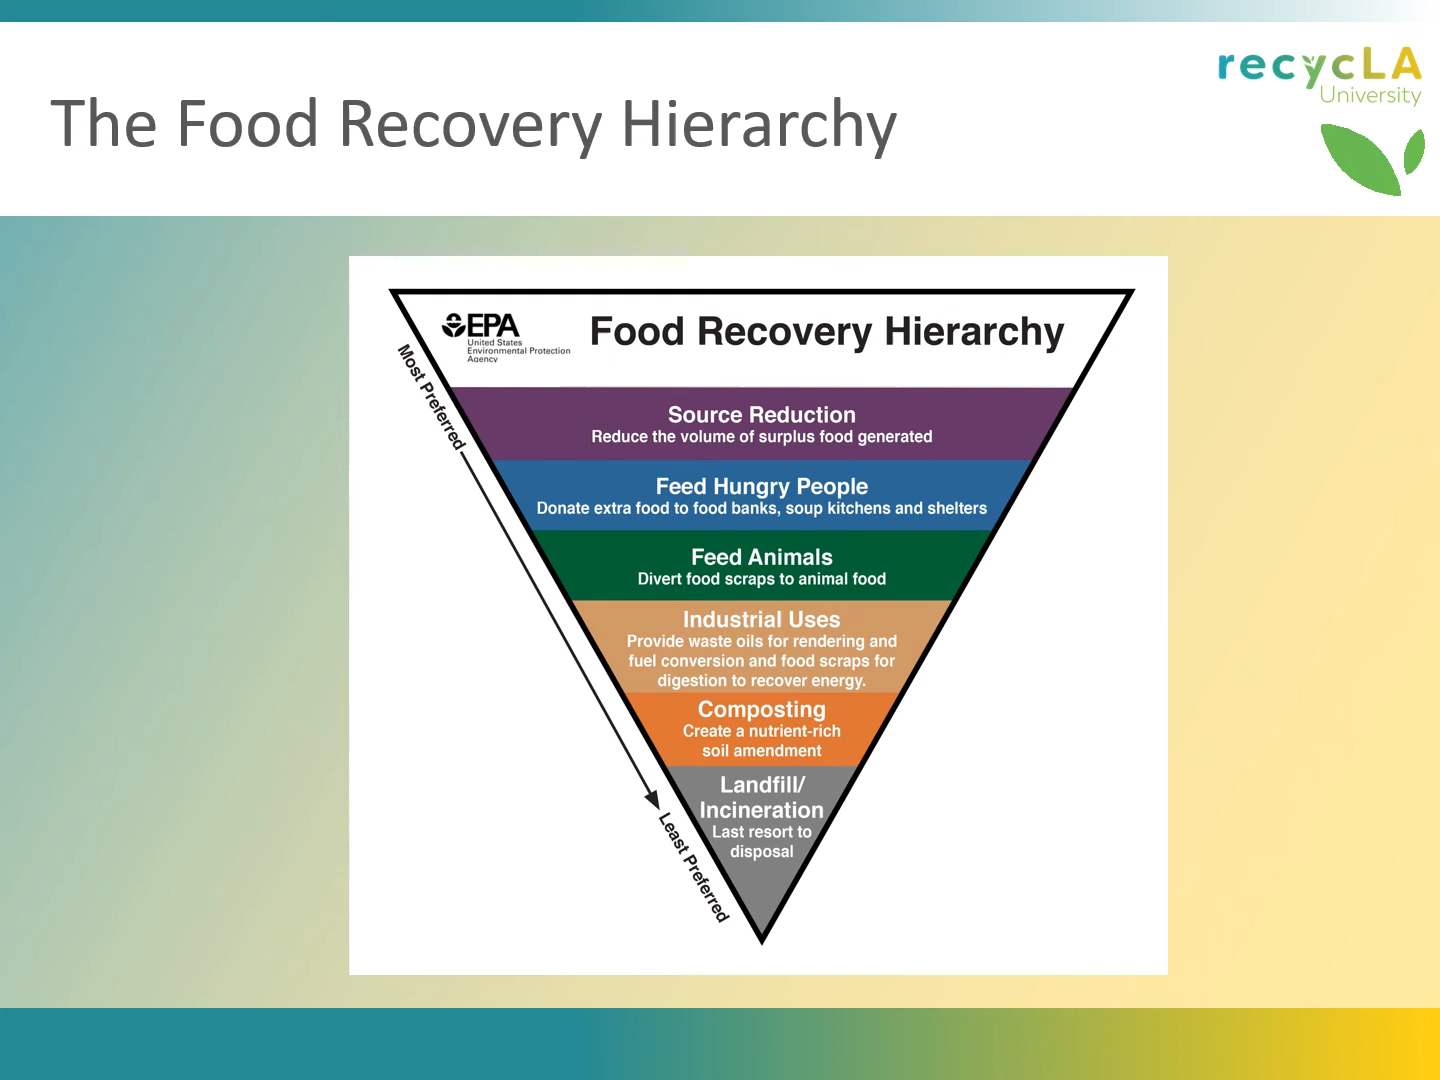 recycLA
University
The Food Recovery Hierarchy
EPA
United States
Environmental Protection
Agency
Food Recovery Hierarchy
Most Preferred
Source Reduction
Reduce the volume of surplus food generated
Feed Hungry People
Donate extra food to food banks, soup kitchens and shelters
Feed Animals
Divert food scraps to animal food
Industrial Uses
Provide waste oils for rendering and
fuel conversion and food scraps for
digestion to recover energy.
Composting
Create a nutrient-rich
soil amendment
Landfill/
Incineration
Last resort to
disposal
Least Preferred